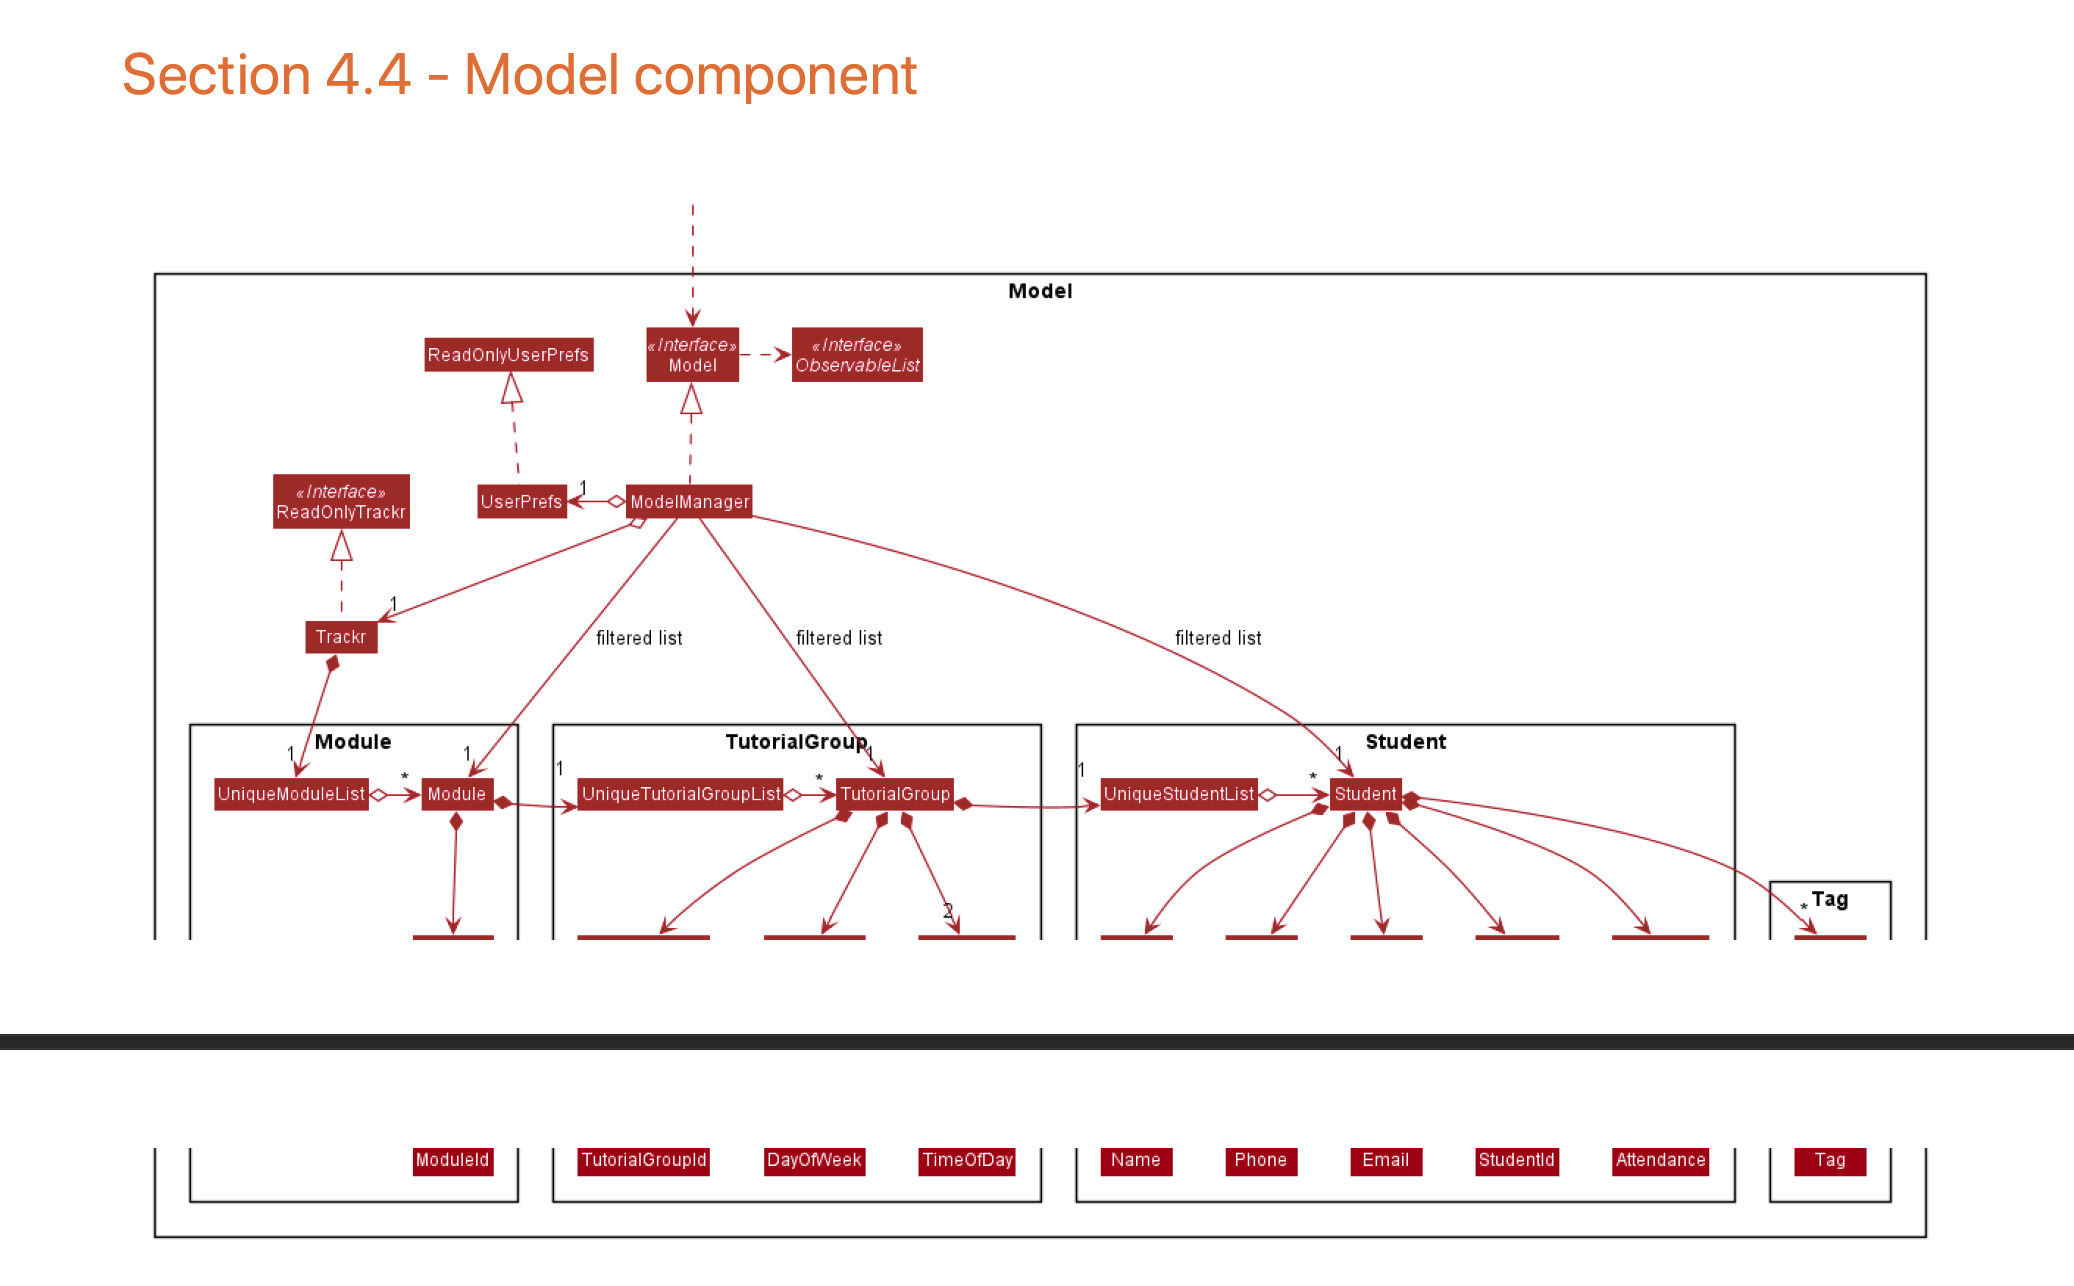 Section 4.4 - Model component
Model
ReadOnlyUserPrefs
«Interface»
Model
«Interface»
ObservableList
«Interface»
ReadOnlyTrackr
UserPrefs
1
ModelManager
1
Trackr
filtered list
filtered list
filtered list
Module
TutorialGroup
Student
1
1
1
1
1
1
UniqueModuleList
*
Module
UniqueTutorialGroupList
*
TutorialGroup
UniqueStudentList
*
Student
2
*
Tag
ModuleId
TutorialGroupId
DayOfWeek
TimeOfDay
Name
Phone
Email
StudentId
Attendance
Tag